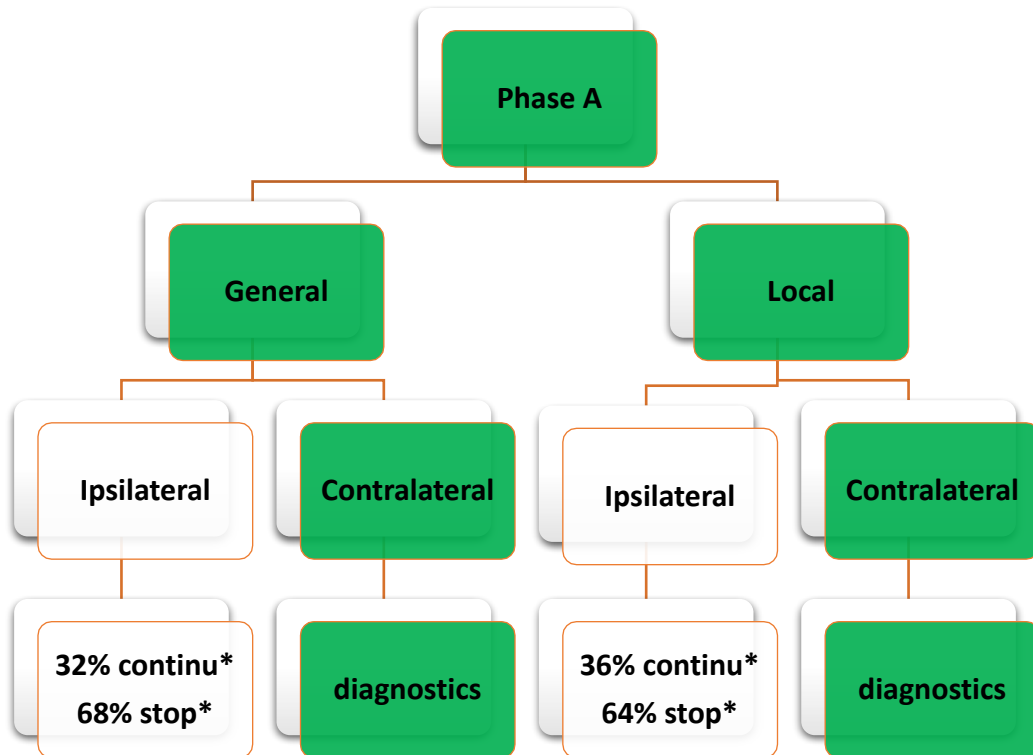 Phase A
General
Local
Ipsilateral
Contralateral
Ipsilateral
Contralateral
32% continu*
68% stop*
diagnostics
36% continu*
64% stop*
diagnostics